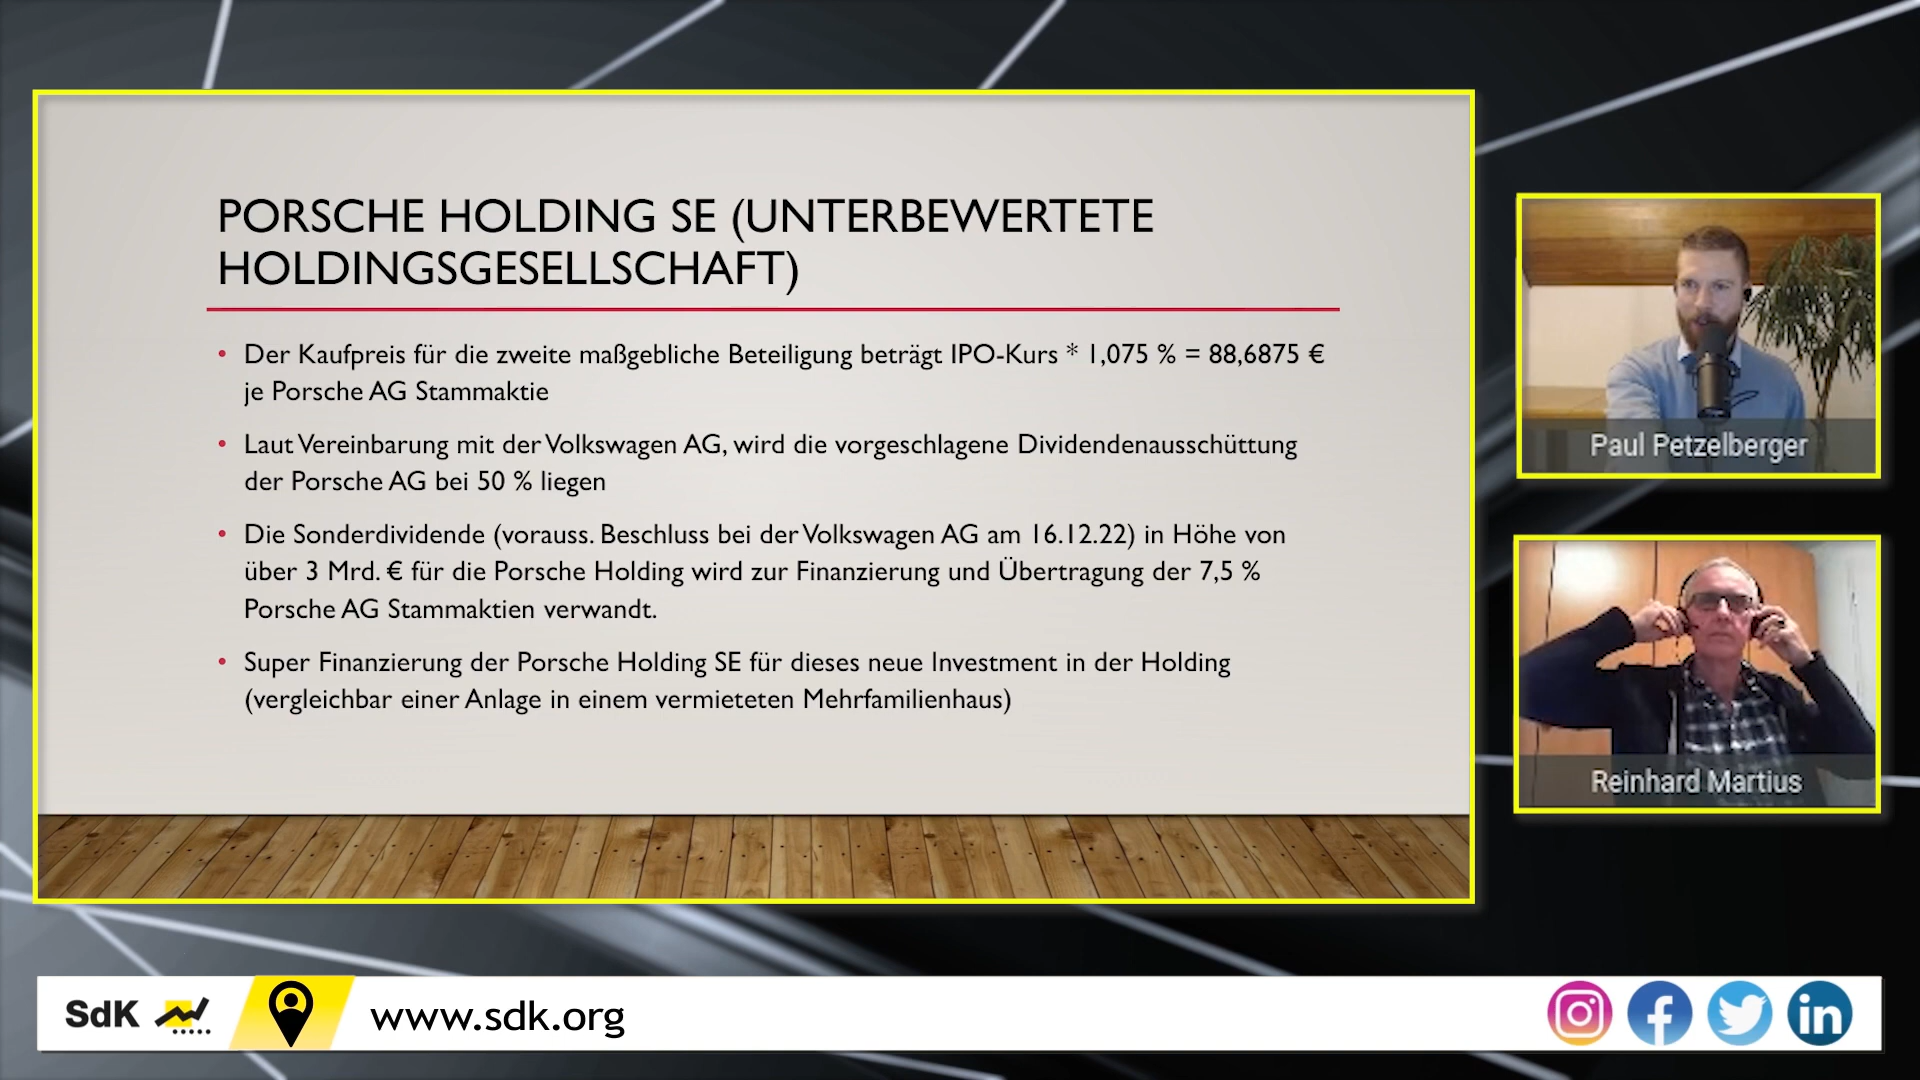 PORSCHE HOLDING SE (UNTERBEWERTETE
HOLDINGSGESELLSCHAFT)
• Der Kaufpreis für die zweite maßgebliche Beteiligung beträgt IPO-Kurs * 1,075 % = 88,6875 €
je Porsche AG Stammaktie
• Laut Vereinbarung mit der Volkswagen AG, wird die vorgeschlagene Dividendenausschüttung
der Porsche AG bei 50 % liegen
• Die Sonderdividende (vorauss. Beschluss bei der Volkswagen AG am 16.12.22) in Höhe von
über 3 Mrd. € für die Porsche Holding wird zur Finanzierung und Übertragung der 7,5 %
Porsche AG Stammaktien verwandt.
• Super Finanzierung der Porsche Holding SE für dieses neue Investment in der Holding
(vergleichbar einer Anlage in einem vermieteten Mehrfamilienhaus)
Paul Petzelberger
Reinhard Martius
SdK
www.sdk.org